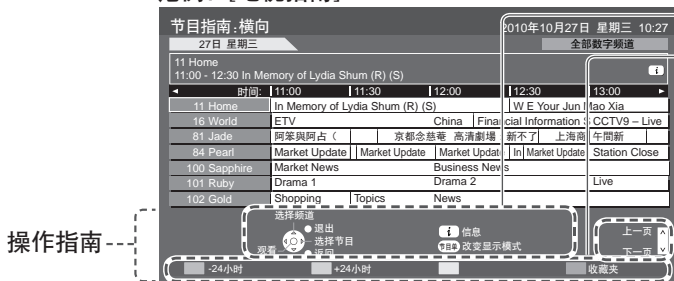 节目指南:横向
2010年10月27日 星期三 10:27
27日 星期三
全部数字频道
11 Home
11:00 - 12:30 In Memory of Lydia Shum (R) (S)
i
时间: 11:00 11:30 12:00 12:30 13:00
11 Home In Memory of Lydia Shum (R) (S) W E Your Jun Mao Xia
16 World ETV China Financial Information S CCTV9 – Live
81 Jade 阿笨與阿占( 京都念慈菴 高清劇場 新不了 上海商 午間新
84 Pearl Market Update Market Update Market Update In Market Update Station Close
100 Sapphire Market News Business News
101 Ruby Drama 1 Drama 2 Live
102 Gold Shopping Topics News
选择频道
退出
选择节目
观看
返回
i 信息
节目单 改变显示模式
上一页
下一页
操作指南
-24小时 +24小时 收藏夹